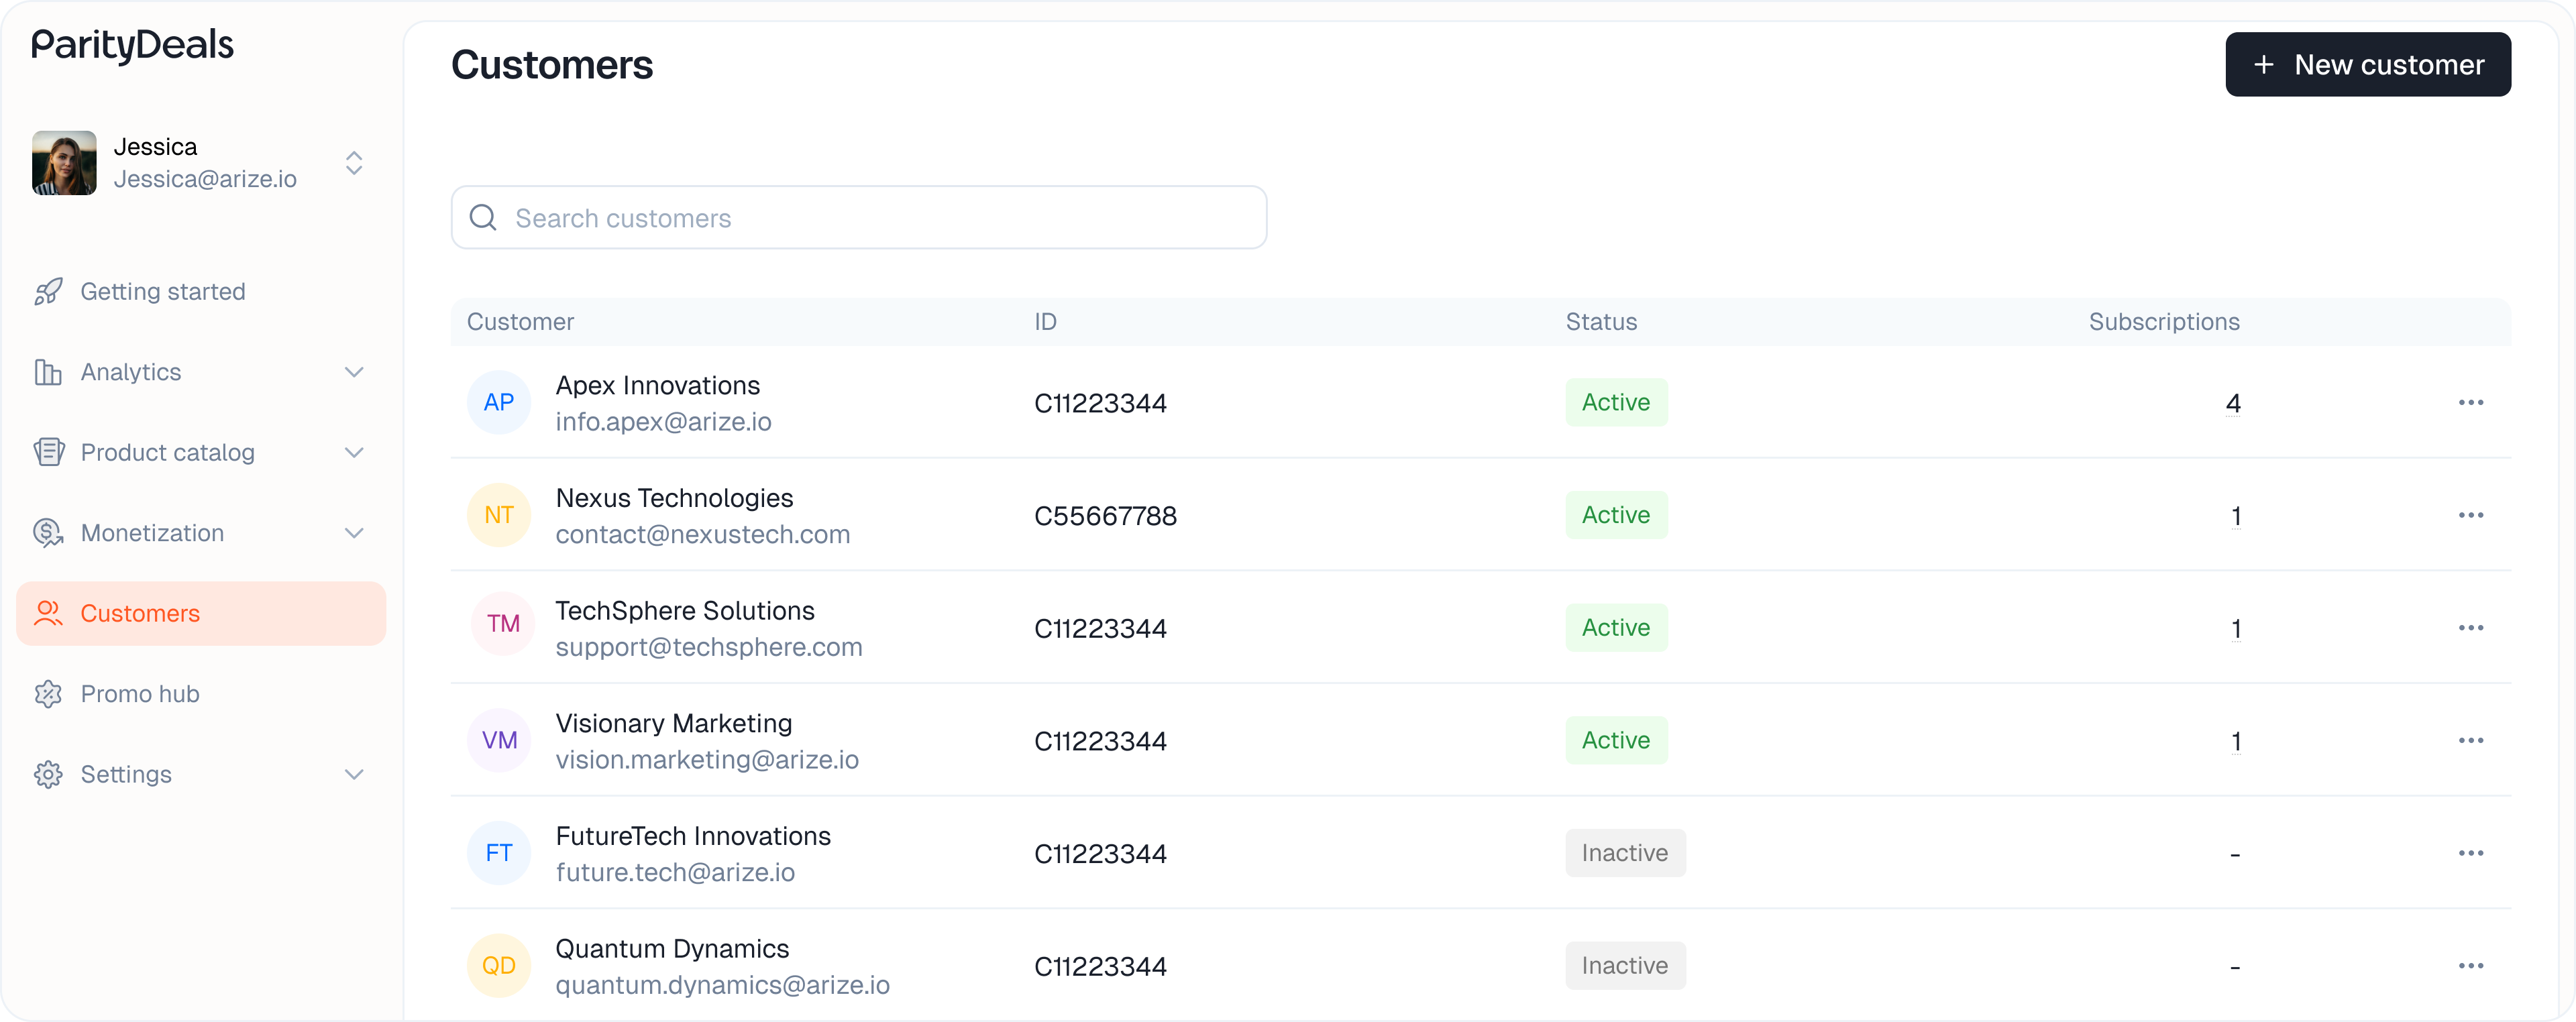 ParityDeals
Jessica
Jessica@arize.io
Getting started
Analytics
Product catalog
Monetization
Customers
Promo hub
Settings
Customers
+ New customer
Search customers
Customer ID Status Subscriptions
AP Apex Innovations
info.apex@arize.io
C11223344 Active 4
NT Nexus Technologies
contact@nexustech.com
C55667788 Active 1
TM TechSphere Solutions
support@techsphere.com
C11223344 Active 1
VM Visionary Marketing
vision.marketing@arize.io
C11223344 Active 1
FT FutureTech Innovations
future.tech@arize.io
C11223344 Inactive -
QD Quantum Dynamics
quantum.dynamics@arize.io
C11223344 Inactive -